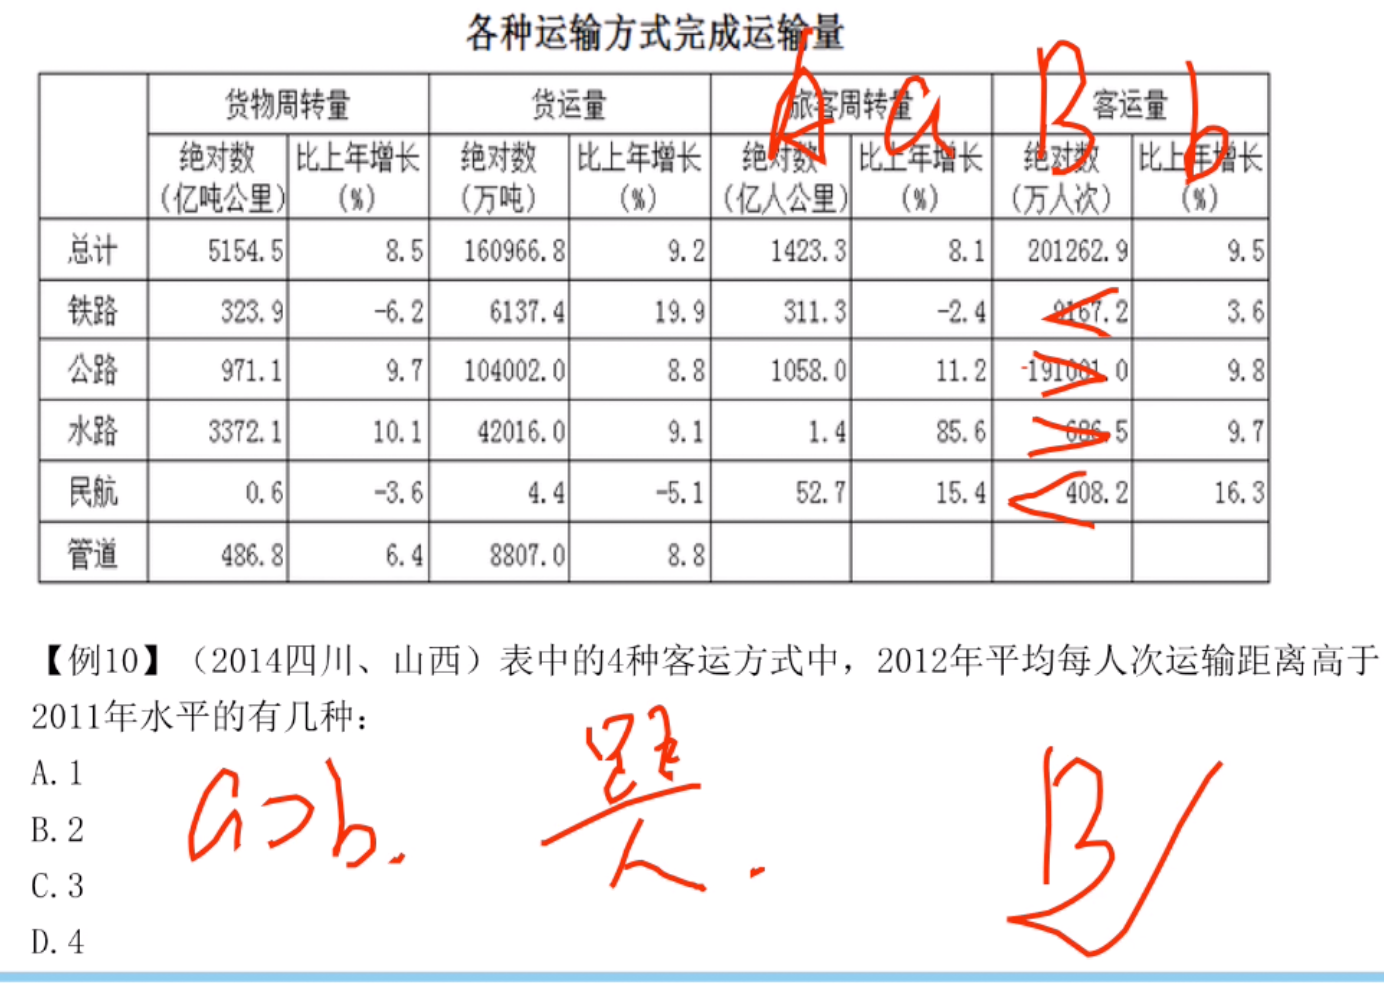 各种运输方式完成运输量
货物周转量 货运量 旅客周转量 客运量
绝对数（亿吨公里） 比上年增长（%） 绝对数（万吨） 比上年增长（%） 绝对数（亿人公里） 比上年增长（%） 绝对数（万人次） 比上年增长（%）
A a B b
总计 5154.5 8.5 160966.8 9.2 1423.3 8.1 201262.9 9.5
铁路 323.9 -6.2 6137.4 19.9 311.3 -2.4 9167.2 3.6
<
公路 971.1 9.7 104002.0 8.8 1058.0 11.2 191001.0 9.8
>
水路 3372.1 10.1 42016.0 9.1 1.4 85.6 686.5 9.7
>
民航 0.6 -3.6 4.4 -5.1 52.7 15.4 408.2 16.3
<
管道 486.8 6.4 8807.0 8.8
【例10】（2014四川、山西）表中的4种客运方式中，2012年平均每人次运输距离高于
2011年水平的有几种：
A.1
B.2
C.3
D.4
a>b.
距
人.
B